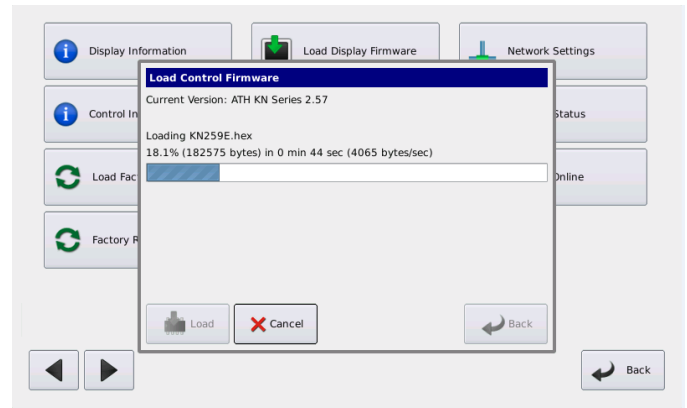 Display Information
Load Display Firmware
Network Settings
Load Control Firmware
Current Version: ATH KN Series 2.57
Control In
Status
Loading KN259E.hex
18.1% (182575 bytes) in 0 min 44 sec (4065 bytes/sec)
Load Fac
Online
Factory R
Load
Cancel
Back
Back